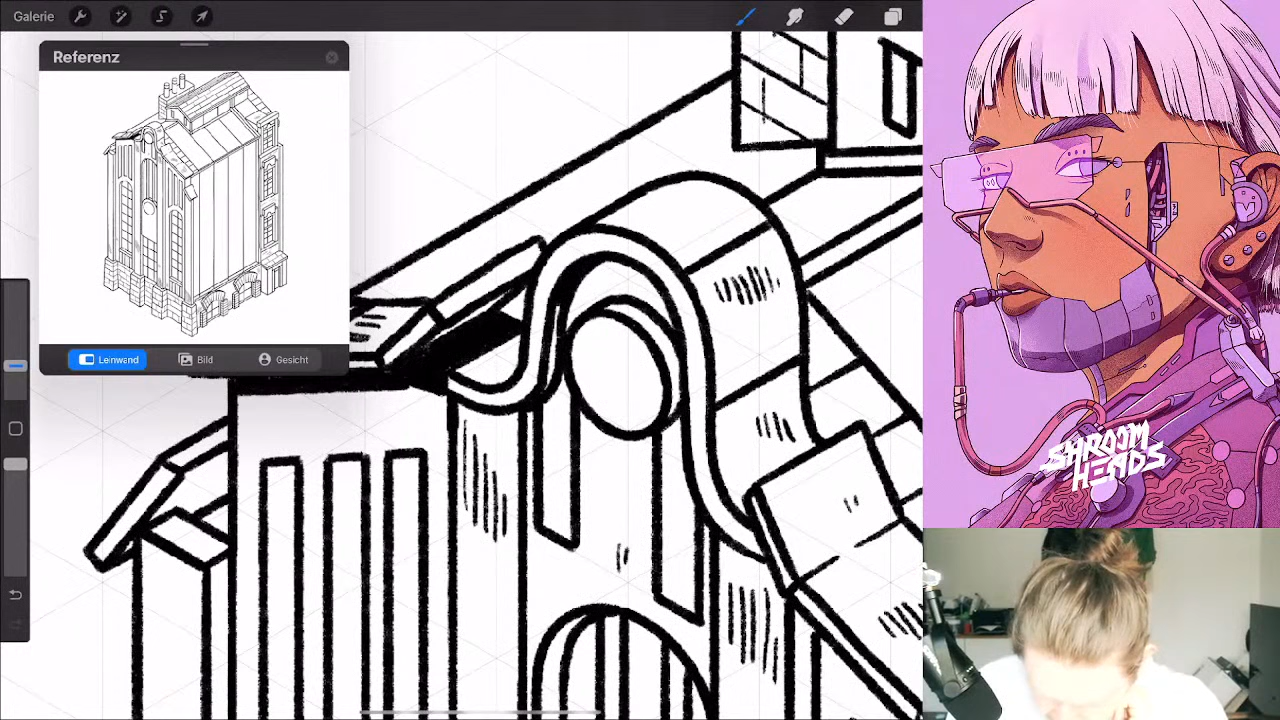 Galerie
Referenz
Leinwand
Bild
Gesicht
SHROOM
HEADS